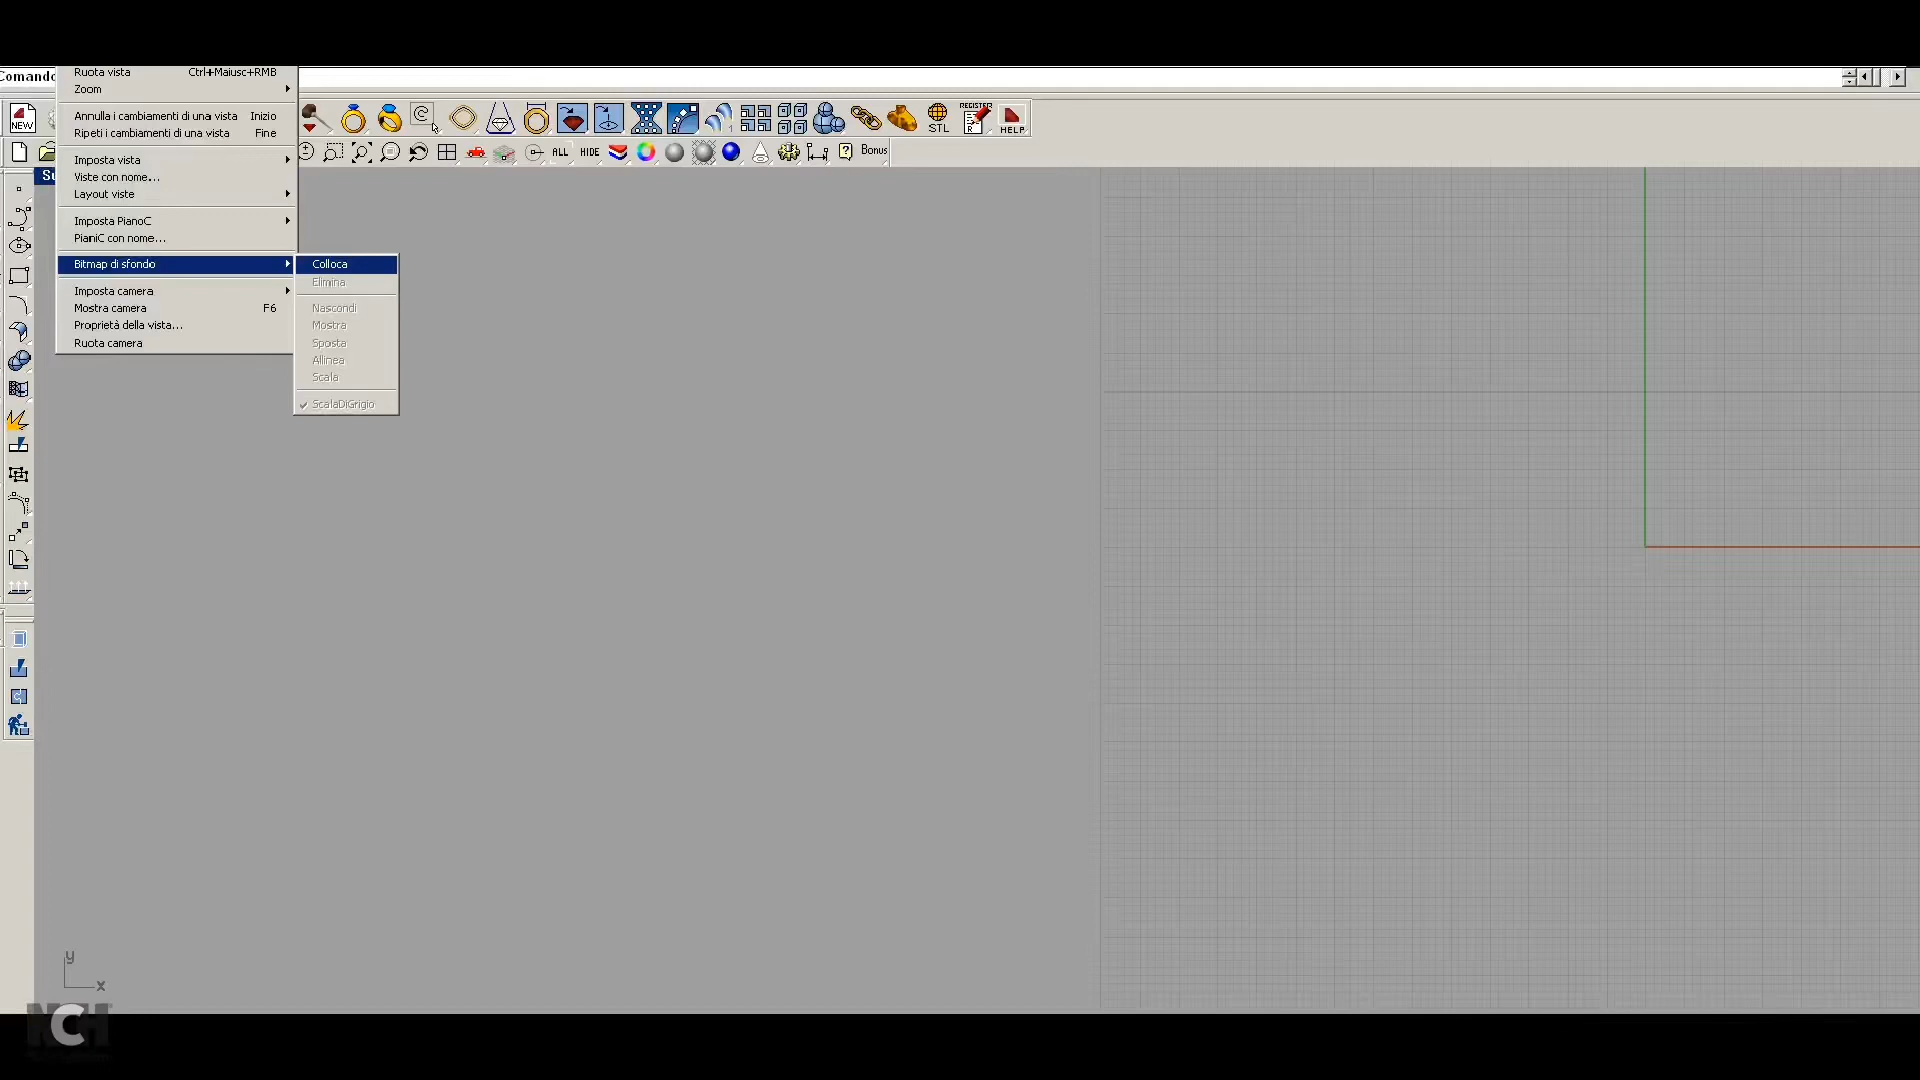 Ruota vista Ctrl+Maiusc+RMB
Comando
Zoom
Annulla i cambiamenti di una vista Inizio
Ripeti i cambiamenti di una vista Fine
NEW
REGISTER
R
STL
HELP
Imposta vista
Viste con nome...
Layout viste
ALL
HIDE
Bonus
Imposta PianoC
PianiC con nome...
Bitmap di sfondo
Imposta camera
Mostra camera F6
Proprietà della vista...
Ruota camera
Colloca
Elimina
Nascondi
Mostra
Sposta
Allinea
Scala
ScalaDiGrigio
y
x
NCH